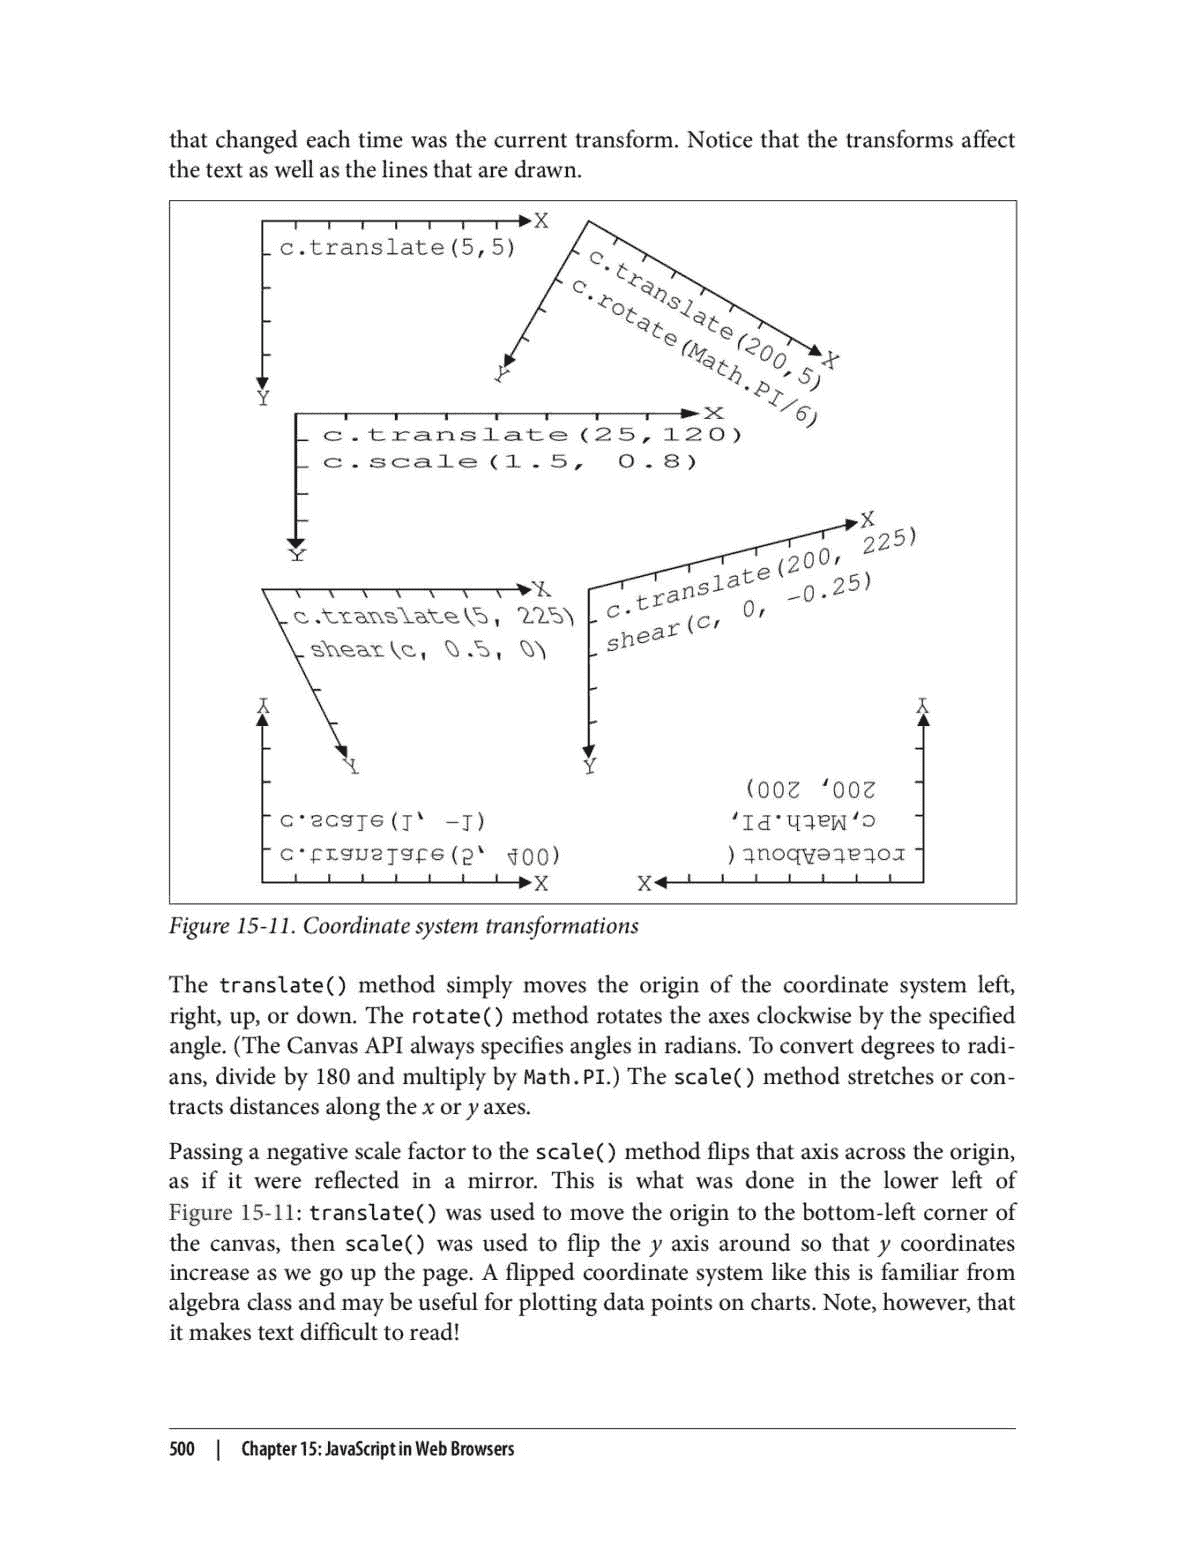 that changed each time was the current transform. Notice that the transforms affect
the text as well as the lines that are drawn.
X
c.translate(5,5)
Y
c.translate(200,5)
c.rotate(Math.PI/6)
X
Y
X
c.translate(25,120)
c.scale(1.5, 0.8)
Y
X
c.translate(5, 225)
shear(c, 0.5, 0)
Y
X
c.translate(200, 225)
shear(c, 0, -0.25)
Y
Y
c.scale(1, -1)
c.translate(5, 400)
X
Y
rotateAbout(
c,Math.PI,
200, 200)
X
Figure 15-11. Coordinate system transformations
The translate() method simply moves the origin of the coordinate system left,
right, up, or down. The rotate() method rotates the axes clockwise by the specified
angle. (The Canvas API always specifies angles in radians. To convert degrees to radi-
ans, divide by 180 and multiply by Math.PI.) The scale() method stretches or con-
tracts distances along the x or y axes.
Passing a negative scale factor to the scale() method flips that axis across the origin,
as if it were reflected in a mirror. This is what was done in the lower left of
Figure 15-11: translate() was used to move the origin to the bottom-left corner of
the canvas, then scale() was used to flip the y axis around so that y coordinates
increase as we go up the page. A flipped coordinate system like this is familiar from
algebra class and may be useful for plotting data points on charts. Note, however, that
it makes text difficult to read!
500 | Chapter 15: JavaScript in Web Browsers